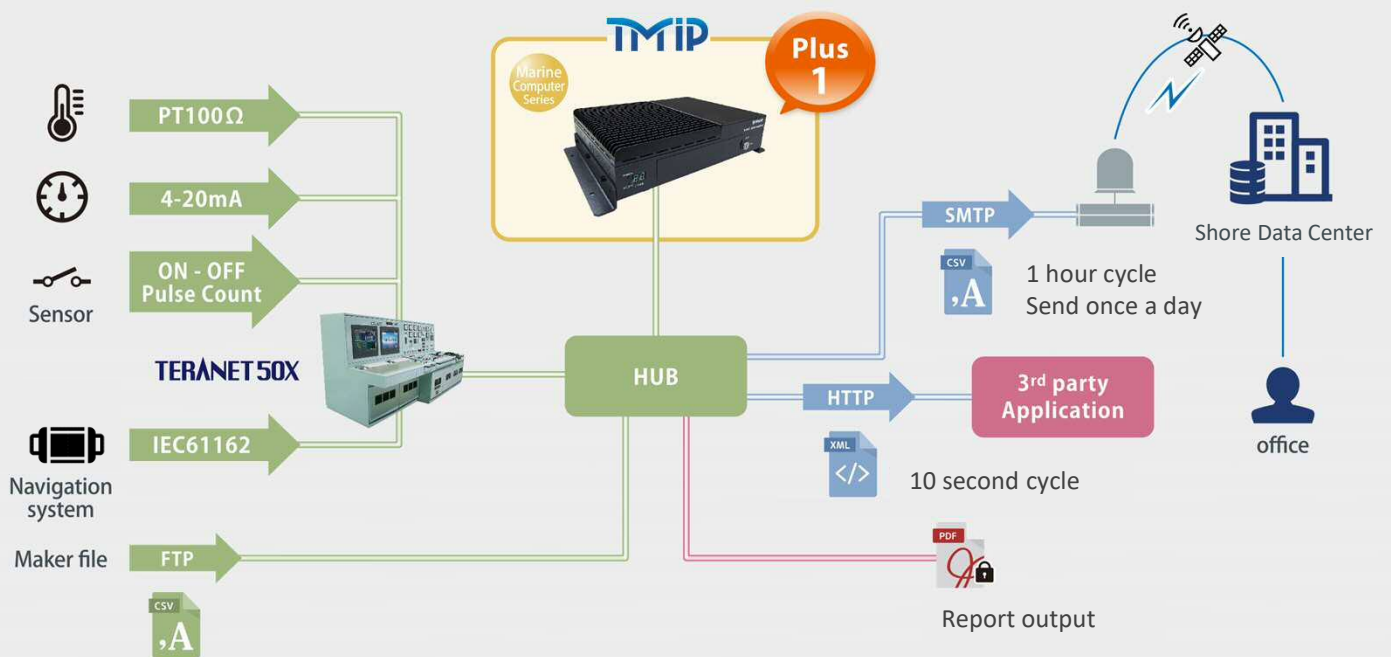 TMIP
Plus
1
Marine
Computer
Series
PT100Ω
4-20mA
ON - OFF
Pulse Count
Sensor
TERANET 50X
IEC61162
Navigation
system
Maker file
FTP
CSV
,A
HUB
SMTP
CSV
,A
1 hour cycle
Send once a day
HTTP
XML
</>
10 second cycle
3rd party
Application
PDF
Report output
Shore Data Center
office